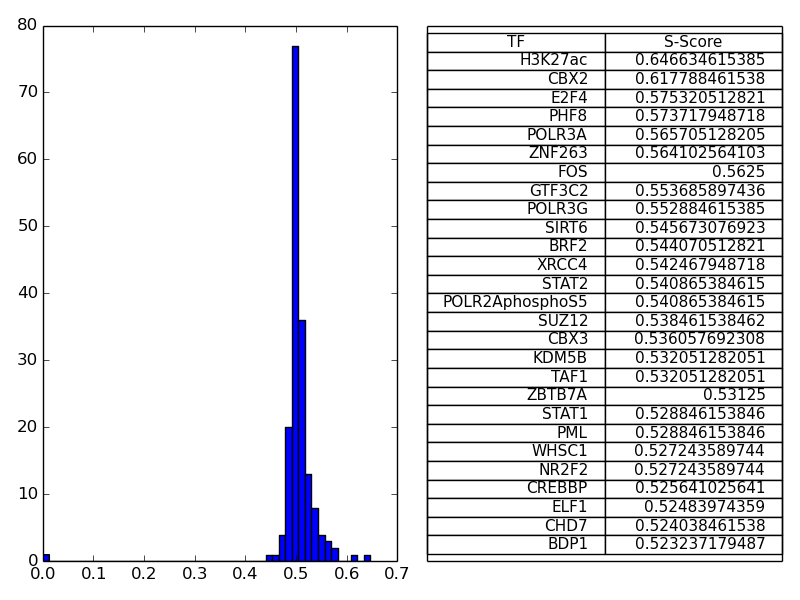 80
70
60
50
40
30
20
10
0
0.0 0.1 0.2 0.3 0.4 0.5 0.6 0.7
TF S-Score
H3K27ac 0.646634615385
CBX2 0.617788461538
E2F4 0.575320512821
PHF8 0.573717948718
POLR3A 0.565705128205
ZNF263 0.564102564103
FOS 0.5625
GTF3C2 0.553685897436
POLR3G 0.552884615385
SIRT6 0.545673076923
BRF2 0.544070512821
XRCC4 0.542467948718
STAT2 0.540865384615
POLR2AphosphoS5 0.540865384615
SUZ12 0.538461538462
CBX3 0.536057692308
KDM5B 0.532051282051
TAF1 0.532051282051
ZBTB7A 0.53125
STAT1 0.528846153846
PML 0.528846153846
WHSC1 0.527243589744
NR2F2 0.527243589744
CREBBP 0.525641025641
ELF1 0.52483974359
CHD7 0.524038461538
BDP1 0.523237179487